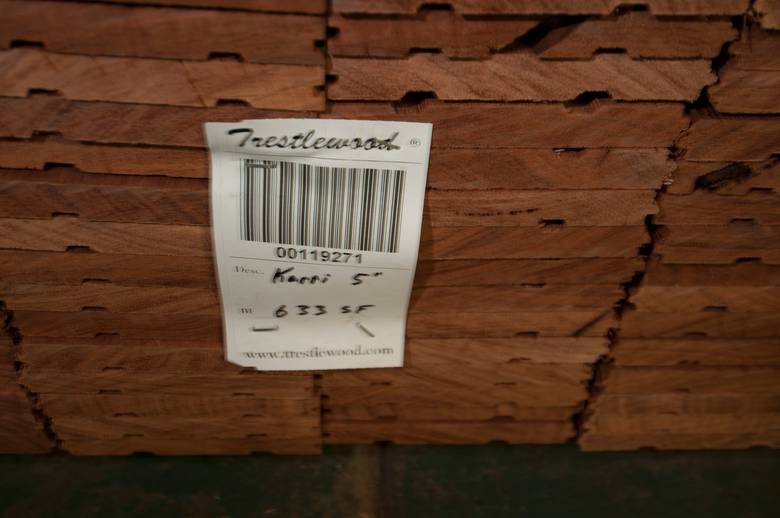 Trestlewood ®
00119271
Desc. Karri 5"
633 SF
www.trestlewood.com